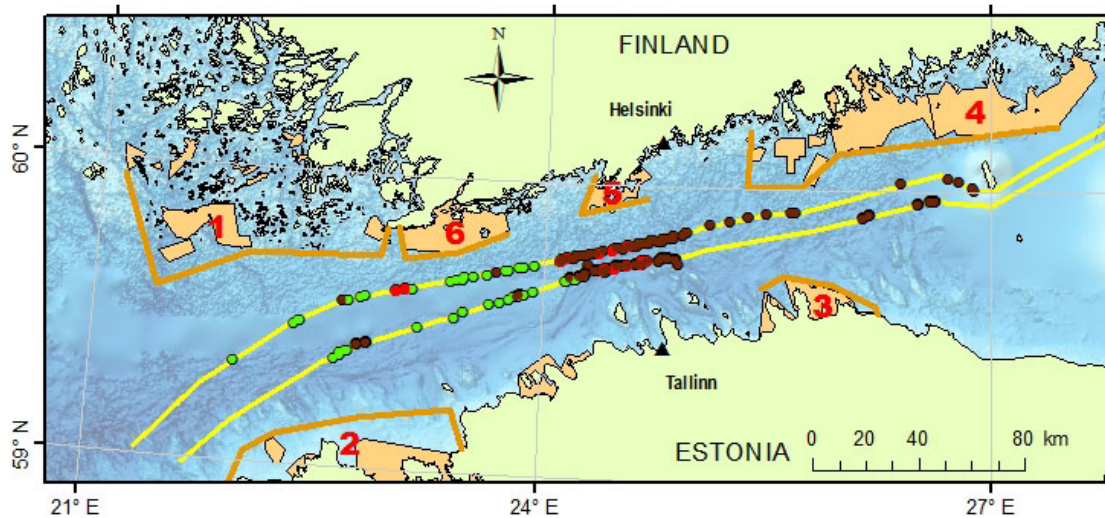 FINLAND
N
Helsinki
4
60° N
5
1
6
3
Tallinn
59° N
2
ESTONIA
0 20 40 80 km
21° E 24° E 27° E